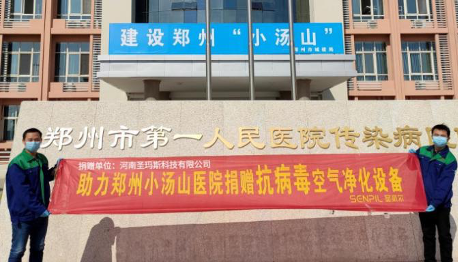 建设郑州“小汤山”
郑州市第一人民医院传染病
捐赠单位：河南圣玛斯科技有限公司
助力郑州小汤山医院捐赠抗病毒空气净化设备
SENPIL